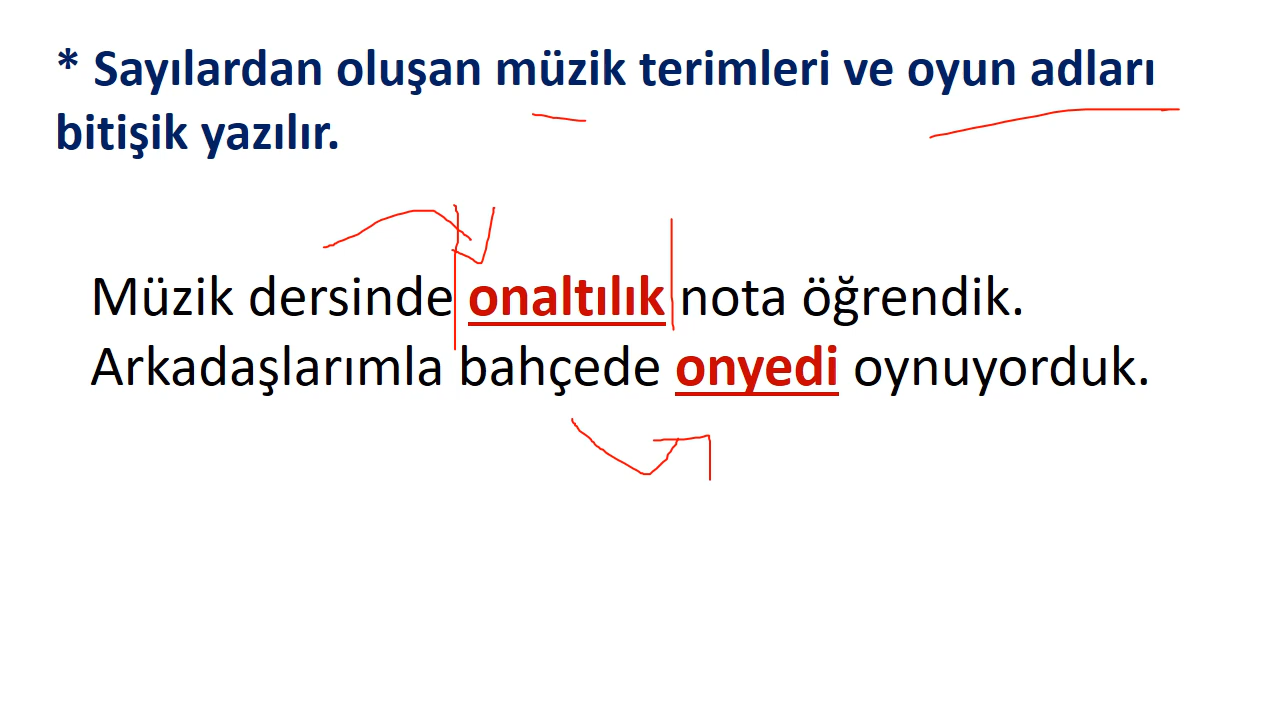 * Sayılardan oluşan müzik terimleri ve oyun adları
bitişik yazılır.
Müzik dersinde onaltılık nota öğrendik.
Arkadaşlarımla bahçede onyedi oynuyorduk.